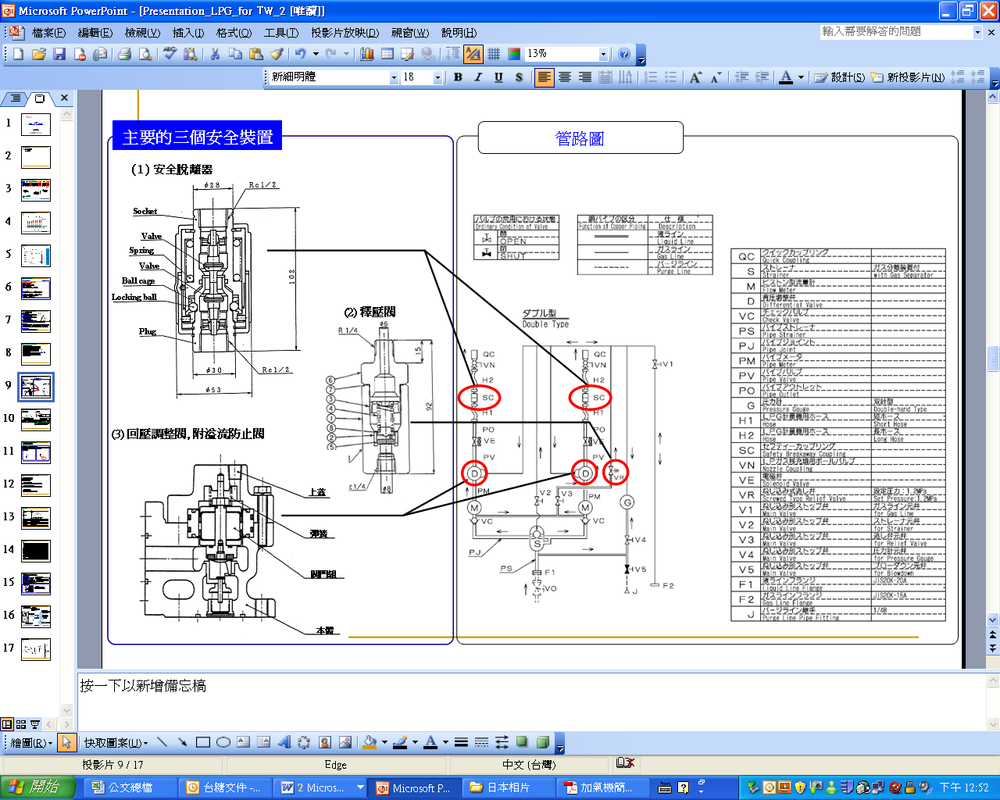 Microsoft PowerPoint - [Presentation_LPG_for TW_2 [唯讀]]
檔案(F) 編輯(E) 檢視(V) 插入(I) 格式(O) 工具(T) 投影片放映(D) 視窗(W) 說明(H)
輸入需要解答的問題
13%
新細明體 18 B I U S 設計(S) 新投影片(N)
1
2
3
4
5
6
7
8
9
10
11
12
13
14
15
16
17
主要的三個安全裝置
(1) 安全脫離器
φ28 Rc1/2
Socket
Valve
Spring
Valve
Ball cage
Locking ball
Plug
102
φ30 Rc1/2
φ53
(2) 釋壓閥
φ6
R 1/4
15
92
φ8
(3) 回壓調整閥,附溢流防止閥
上蓋
彈簧
閥門組
本體
管路圖
バルブの常用における状態
Ordinary Condition of Valve
開 OPEN
閉 SHUT
銅パイプの区分 仕 様
Function of Copper Piping Description
液ライン
Liquid Line
ガスライン
Gas Line
パージライン
Purge Line
ダブル型
Double Type
QC QC
VN VN V1
H2 H2
SC SC
H1 H1
PO PO
VE VE
PV PV
D D VR
PM V2 V3 PM
M M G
VC VC
S V4
PJ
PS F1 V5
VO J F2
QC クイックカップリング
Quick Coupling
S ストレーナ ガス分離装置付
Strainer with Gas Separator
M ピストン型流量計
Flow Meter
D 背圧調整弁
Differential Valve
VC チェックバルブ
Check Valve
PS パイプストレーナ
Pipe Strainer
PJ パイプジョイント
Pipe Joint
PM パイプメータ
Pipe Meter
PV パイプバルブ
Pipe Valve
PO パイプアウトレット
Pipe Outlet
G 圧力計 双針型
Pressure Gauge Double-hand Type
H1 LPG計量機用ホース 短ホース
Hose Short Hose
H2 LPG計量機用ホース 長ホース
Hose Long Hose
SC セフティーカップリング
Safety Breakaway Coupling
VN LPガス移充填用ボールバルブ
Nozzle Coupling
VE 電磁弁
Solenoid Valve
VR ねじ込み式逃し弁 設定圧力:1.2MPa
Screwed Type Relief Valve Set Pressure:1.2MPa
V1 ねじ込み形ストップ弁 ガスライン元弁
Main Valve for Gas Line
V2 ねじ込み形ストップ弁 ストレーナ元弁
Main Valve for Strainer
V3 ねじ込み形ストップ弁 逃し弁元弁
Main Valve for Relief Valve
V4 ねじ込み形ストップ弁 圧力計元弁
Main Valve for Pressure Gauge
V5 ねじ込み形ストップ弁 ブローダウン元弁
Main Valve for Blowdown
F1 液ラインフランジ JIS20K-20A
Liquid Line Flange
F2 ガスラインフランジ JIS20K-15A
Gas Line Flange
J パージライン継手 1/4B
Purge Line Pipe Fitting
按一下以新增備忘稿
繪圖(R) 快取圖案(U)
投影片 9 / 17 Edge 中文 (台灣)
開始 公文總檔 台緒文件 -... 2 Micros... Microsoft P... 日本相片 加氣機簡... 下午 12:52